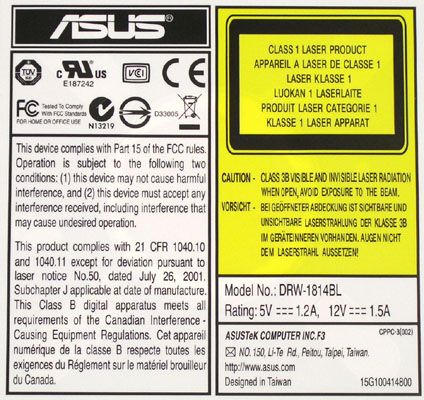 ASUS ®
TÜV c UL US VCI CE
E187242
FC Tested To Comply
With FCC Standards
FOR HOME OR OFFICE USE
N13219
D33005
This device complies with Part 15 of the FCC rules.
Operation is subject to the following two
conditions: (1) this device may not cause harmful
interference, and (2) this device must accept any
interference received, including interference that
may cause undesired operation.
This product complies with 21 CFR 1040.10
and 1040.11 except for deviation pursuant to
laser notice No.50, dated July 26, 2001.
Subchapter J applicable at date of manufacture.
This Class B digital apparatus meets all
requirements of the Canadian Interference -
Causing Equipment Regulations. Cet appareil
numérique de la classe B respecte toutes les
exigences du Réglement sur le matériel brouilleur
du Canada.
CLASS 1 LASER PRODUCT
APPAREIL A LASER DE CLASSE 1
LASER KLASSE 1
LUOKAN 1 LASERLAITE
PRODUIT LASER CATEGORIE 1
KLASSE 1 LASER APPARAT
CAUTION - CLASS 3B VISIBLE AND INVISIBLE LASER RADIATION
WHEN OPEN, AVOID EXPOSURE TO THE BEAM.
VORSICHT - BEI GEÖFFNETER ABDECKUNG IST SICHTBARE UND
UNSICHTBARE LASERSTRAHLUNG DER KLASSE 3B
IM GERÄTEINNEREN VORHANDEN. AUGEN NICHT
DEM LASERSTRAHL AUSSETZEN!
Model No.: DRW-1814BL
Rating: 5V ⎓ 1.2A, 12V ⎓ 1.5A
ASUSTeK COMPUTER INC.F3 CPPC-3(002)
NO. 150, Li-Te Rd., Peitou, Taipei, Taiwan.
http://www.asus.com
Designed in Taiwan 15G100414800